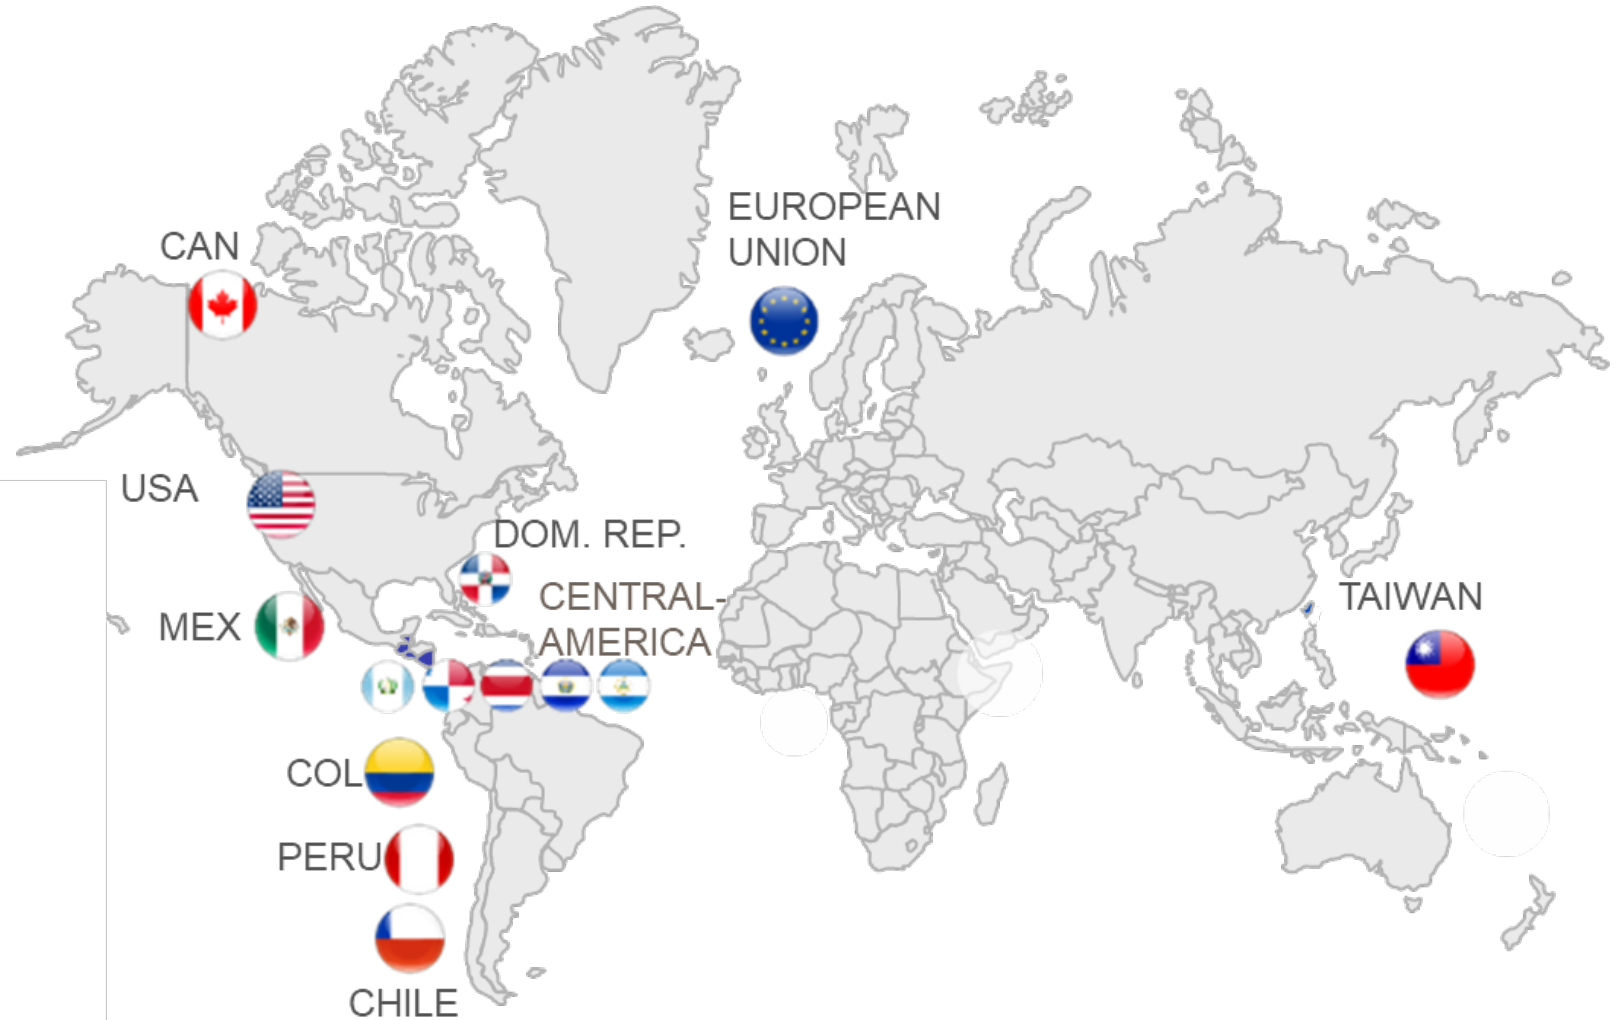 EUROPEAN
UNION
CAN
USA
DOM. REP.
CENTRAL-
AMERICA
MEX
TAIWAN
COL
PERU
CHILE